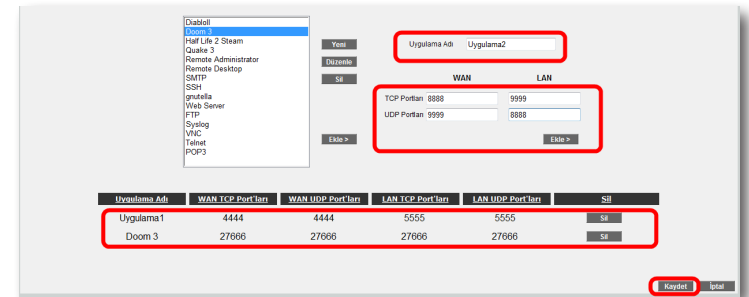 Diabloll
Doom 3
Half Life 2 Steam
Quake 3
Remote Administrator
Remote Desktop
SMTP
SSH
gnutella
Web Server
FTP
Syslog
VNC
Telnet
POP3
Yeni
Düzenle
Sil
Ekle >
Uygulama Adı Uygulama2
WAN LAN
TCP Portları 8888 9999
UDP Portları 9999 8888
Ekle >
Uygulama Adı WAN TCP Port'ları WAN UDP Port'ları LAN TCP Port'ları LAN UDP Port'ları Sil
Uygulama1 4444 4444 5555 5555 Sil
Doom 3 27666 27666 27666 27666 Sil
Kaydet İptal